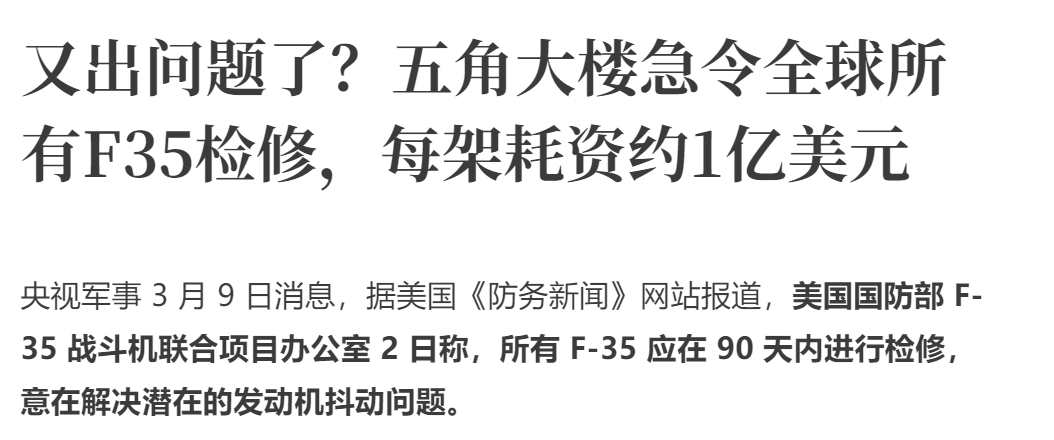 又出问题了？五角大楼急令全球所
有F35检修，每架耗资约1亿美元
央视军事 3 月 9 日消息，据美国《防务新闻》网站报道，美国国防部 F-
35 战斗机联合项目办公室 2 日称，所有 F-35 应在 90 天内进行检修，
意在解决潜在的发动机抖动问题。